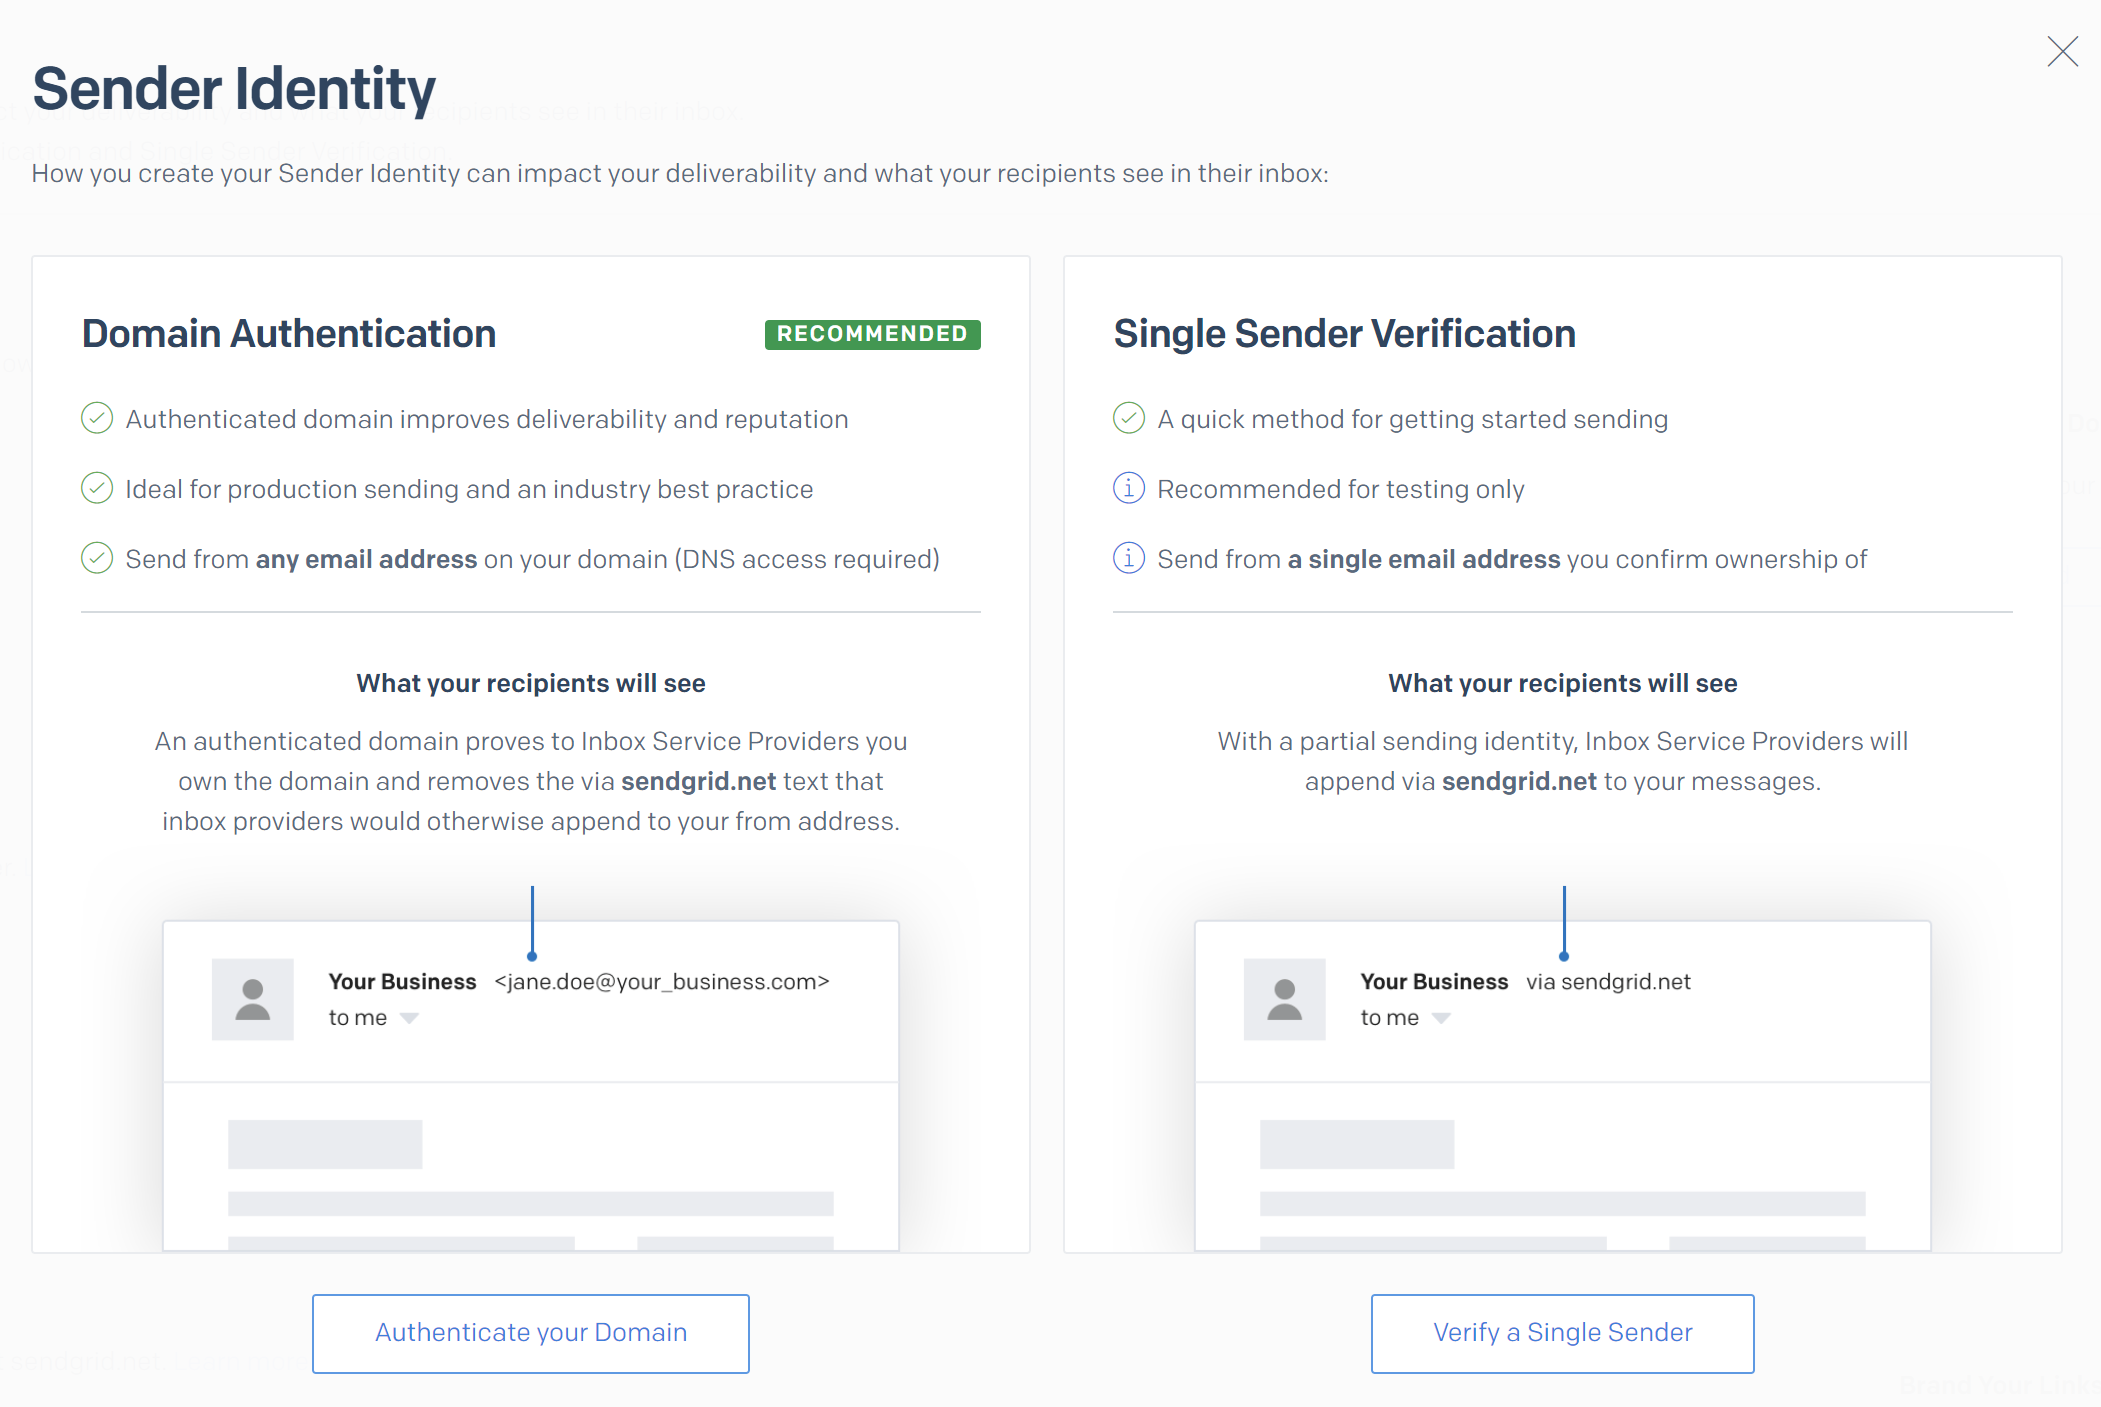 Sender Identity
How you create your Sender Identity can impact your deliverability and what your recipients see in their inbox:
Domain Authentication
RECOMMENDED
Authenticated domain improves deliverability and reputation
Ideal for production sending and an industry best practice
Send from any email address on your domain (DNS access required)
What your recipients will see
An authenticated domain proves to Inbox Service Providers you
own the domain and removes the via sendgrid.net text that
inbox providers would otherwise append to your from address.
Your Business <jane.doe@your_business.com>
to me
Authenticate your Domain
Single Sender Verification
A quick method for getting started sending
Recommended for testing only
Send from a single email address you confirm ownership of
What your recipients will see
With a partial sending identity, Inbox Service Providers will
append via sendgrid.net to your messages.
Your Business via sendgrid.net
to me
Verify a Single Sender